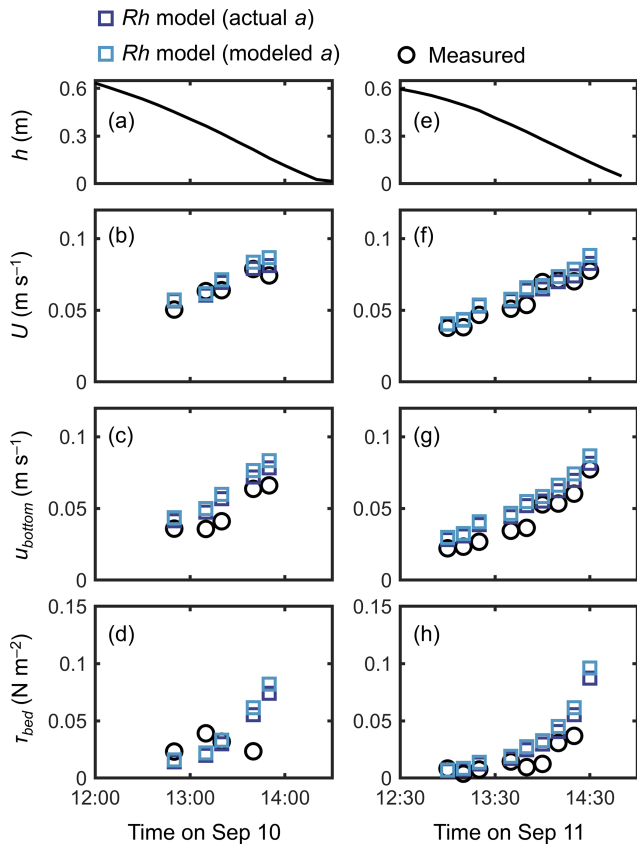 Rh model (actual a)
Rh model (modeled a)
Measured
0.6
0.3
0
h (m)
(a)
(e)
0.1
0.05
0
U (m s⁻¹)
(b)
(f)
0.1
0.05
0
u_bottom (m s⁻¹)
(c)
(g)
0.15
0.1
0.05
0
τ_bed (N m⁻²)
(d)
(h)
12:00 13:00 14:00
12:30 13:30 14:30
Time on Sep 10
Time on Sep 11